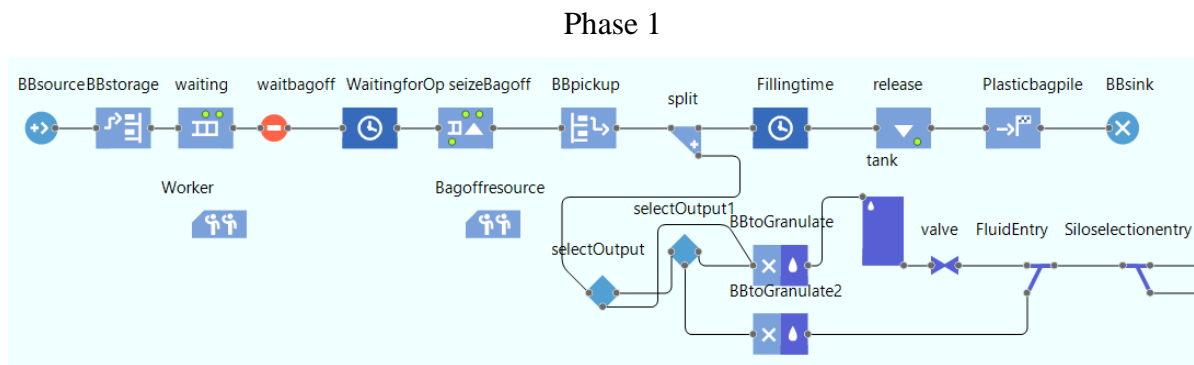 Phase 1
BBsource BBstorage waiting waitbagoff WaitingforOp seizeBagoff BBpickup split Fillingtime release Plasticbagpile BBsink
Worker Bagoffresource tank
selectOutput1 BBtoGranulate valve FluidEntry Siloselectionentry
selectOutput
BBtoGranulate2